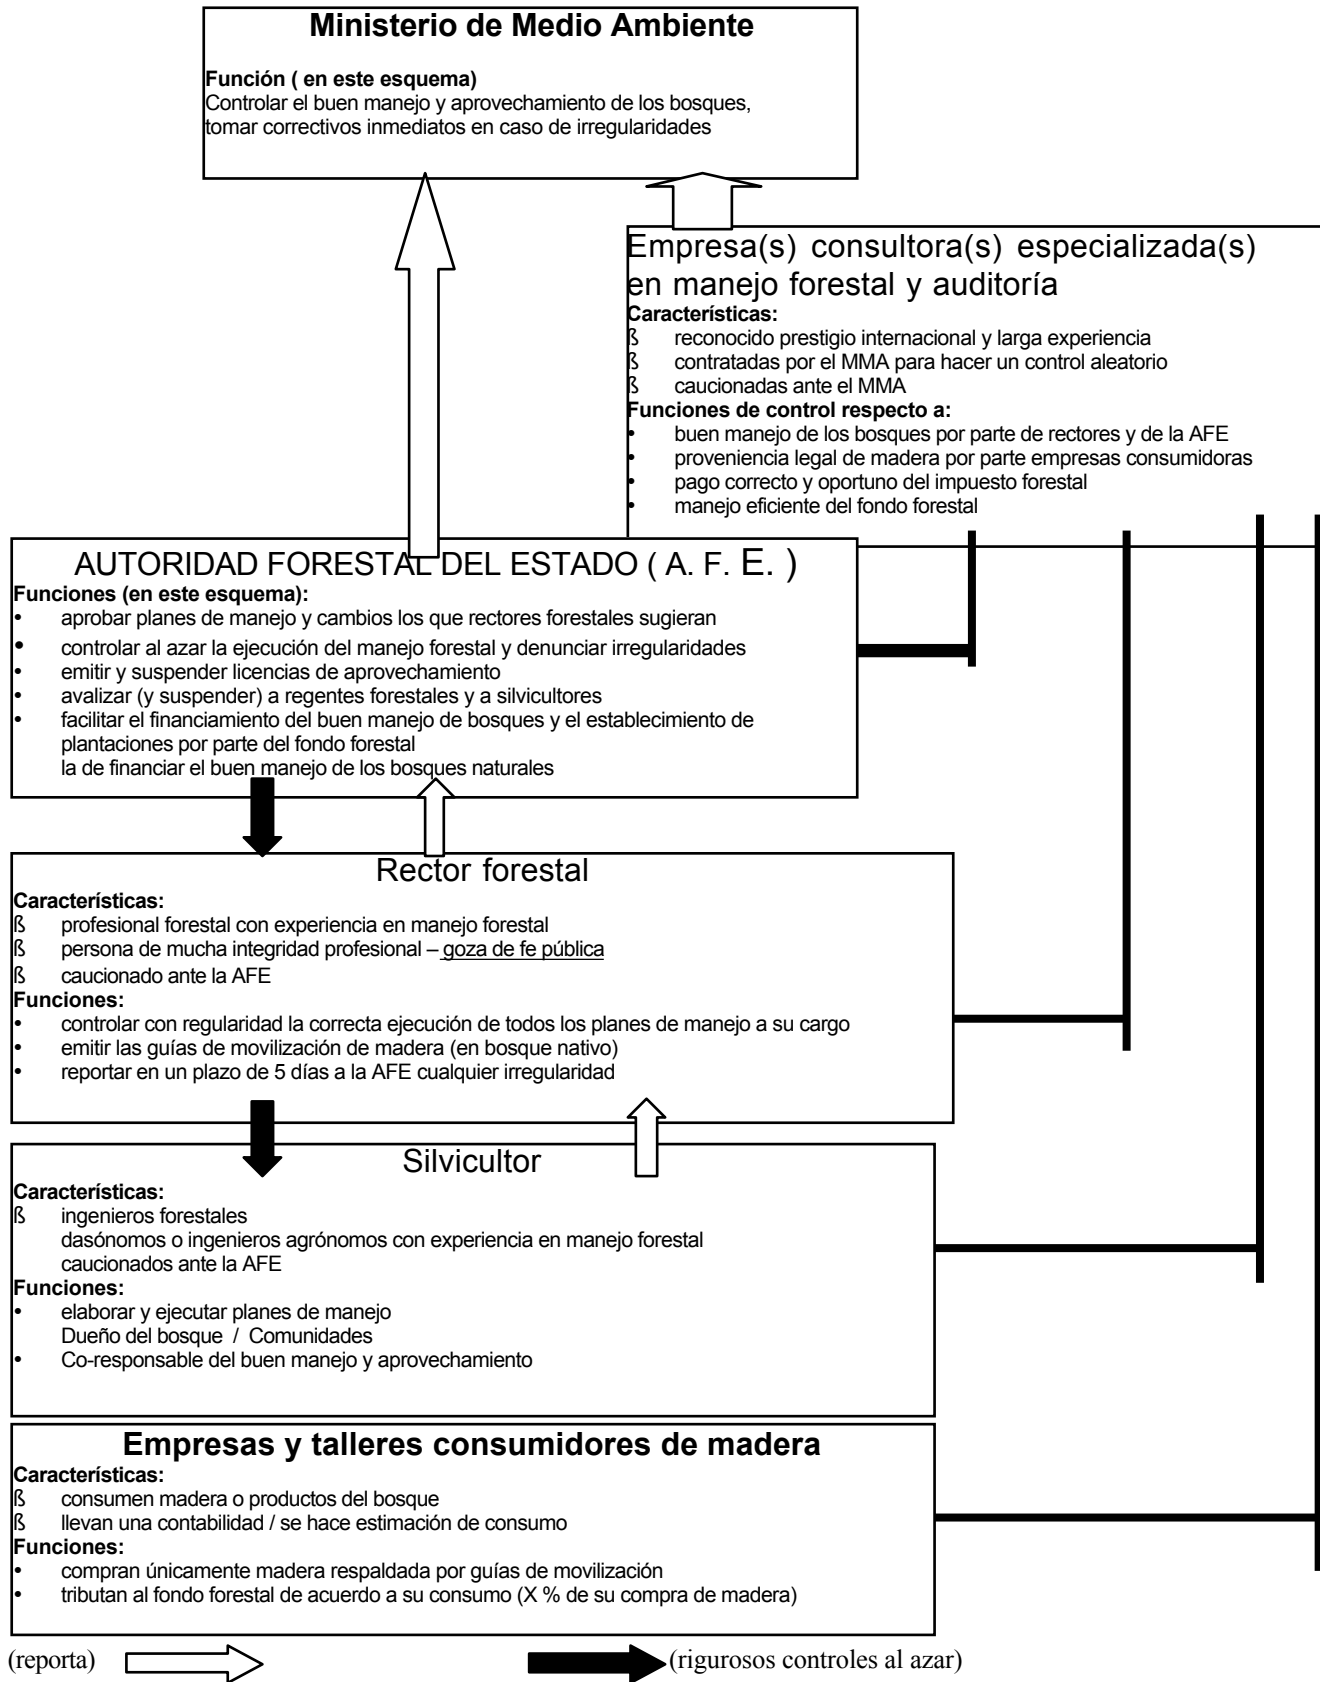 Ministerio de Medio Ambiente
Función ( en este esquema)
Controlar el buen manejo y aprovechamiento de los bosques,
tomar correctivos inmediatos en caso de irregularidades
Empresa(s) consultora(s) especializada(s)
en manejo forestal y auditoría
Características:
ß reconocido prestigio internacional y larga experiencia
ß contratadas por el MMA para hacer un control aleatorio
ß caucionadas ante el MMA
Funciones de control respecto a:
• buen manejo de los bosques por parte de rectores y de la AFE
• proveniencia legal de madera por parte empresas consumidoras
• pago correcto y oportuno del impuesto forestal
• manejo eficiente del fondo forestal
AUTORIDAD FORESTAL DEL ESTADO ( A. F. E. )
Funciones (en este esquema):
• aprobar planes de manejo y cambios los que rectores forestales sugieran
• controlar al azar la ejecución del manejo forestal y denunciar irregularidades
• emitir y suspender licencias de aprovechamiento
• avalizar (y suspender) a regentes forestales y a silvicultores
• facilitar el financiamiento del buen manejo de bosques y el establecimiento de
plantaciones por parte del fondo forestal
la de financiar el buen manejo de los bosques naturales
Rector forestal
Características:
ß profesional forestal con experiencia en manejo forestal
ß persona de mucha integridad profesional – goza de fe pública
ß caucionado ante la AFE
Funciones:
• controlar con regularidad la correcta ejecución de todos los planes de manejo a su cargo
• emitir las guías de movilización de madera (en bosque nativo)
• reportar en un plazo de 5 días a la AFE cualquier irregularidad
Silvicultor
Características:
ß ingenieros forestales
dasónomos o ingenieros agrónomos con experiencia en manejo forestal
caucionados ante la AFE
Funciones:
• elaborar y ejecutar planes de manejo
Dueño del bosque / Comunidades
• Co-responsable del buen manejo y aprovechamiento
Empresas y talleres consumidores de madera
Características:
ß consumen madera o productos del bosque
ß llevan una contabilidad / se hace estimación de consumo
Funciones:
• compran únicamente madera respaldada por guías de movilización
• tributan al fondo forestal de acuerdo a su consumo (X % de su compra de madera)
(reporta) (rigurosos controles al azar)